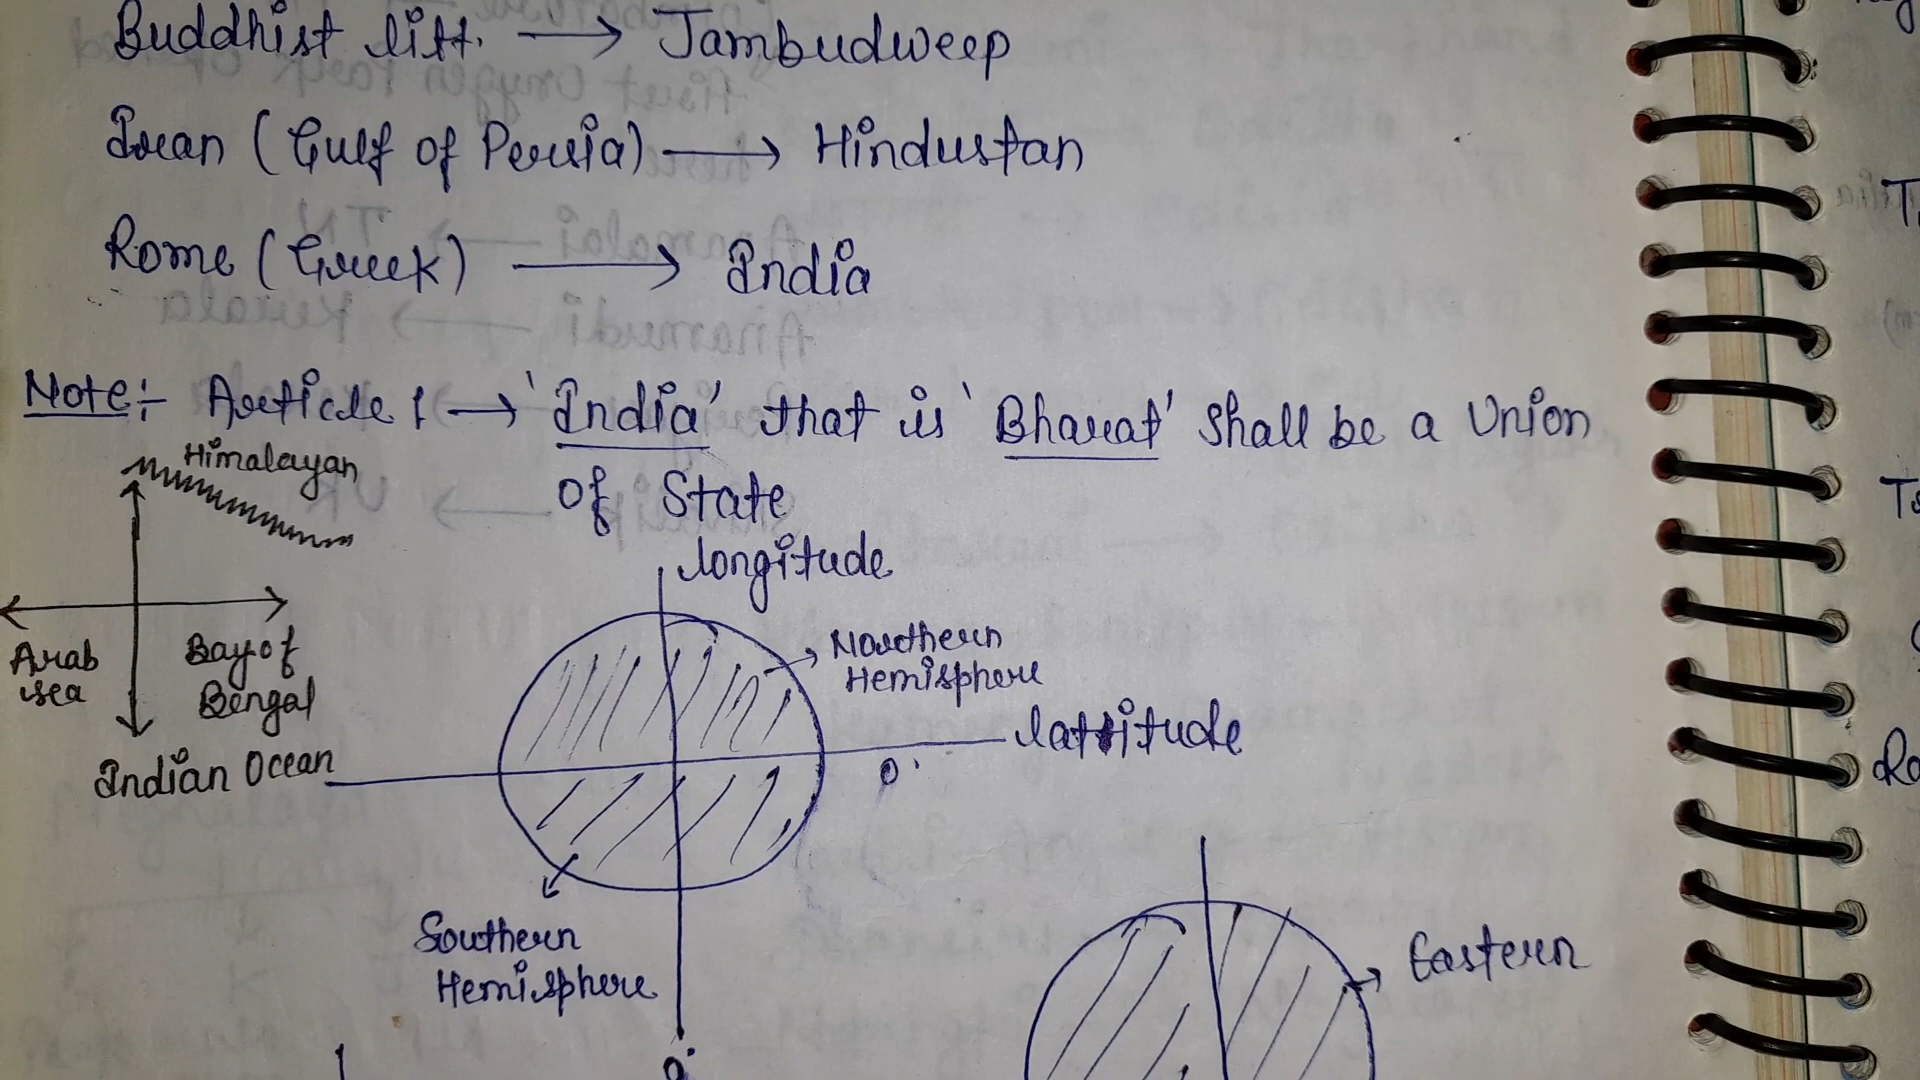 Buddhist litt. → Jambudweep
Iran (Gulf of Persia) → Hindustan
Rome (Greek) → India
Note:- Article 1 → 'India' that is 'Bharat' shall be a Union
of State
Himalayan
Arab
sea
Bay of
Bengal
Indian Ocean
longitude
Northern
Hemisphere
lattitude
0°
Southern
Hemisphere
0°
Eastern